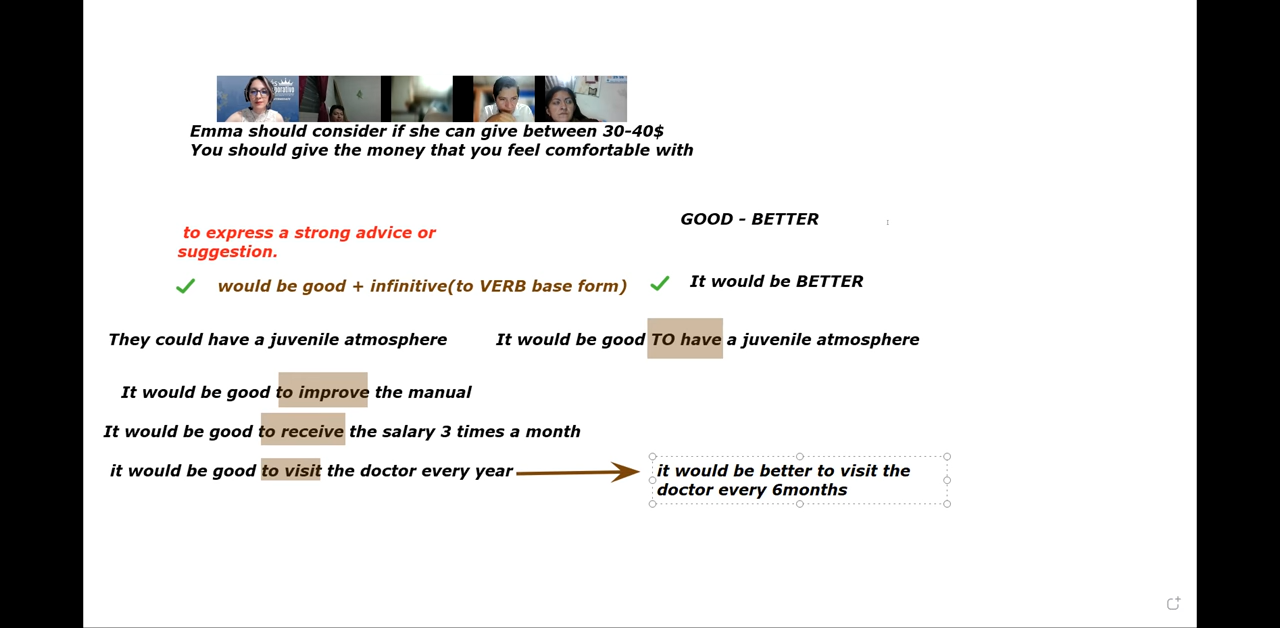 Emma should consider if she can give between 30-40$
You should give the money that you feel comfortable with
GOOD - BETTER
to express a strong advice or
suggestion.
would be good + infinitive(to VERB base form)
It would be BETTER
They could have a juvenile atmosphere
It would be good TO have a juvenile atmosphere
It would be good to improve the manual
It would be good to receive the salary 3 times a month
it would be good to visit the doctor every year
it would be better to visit the
doctor every 6months